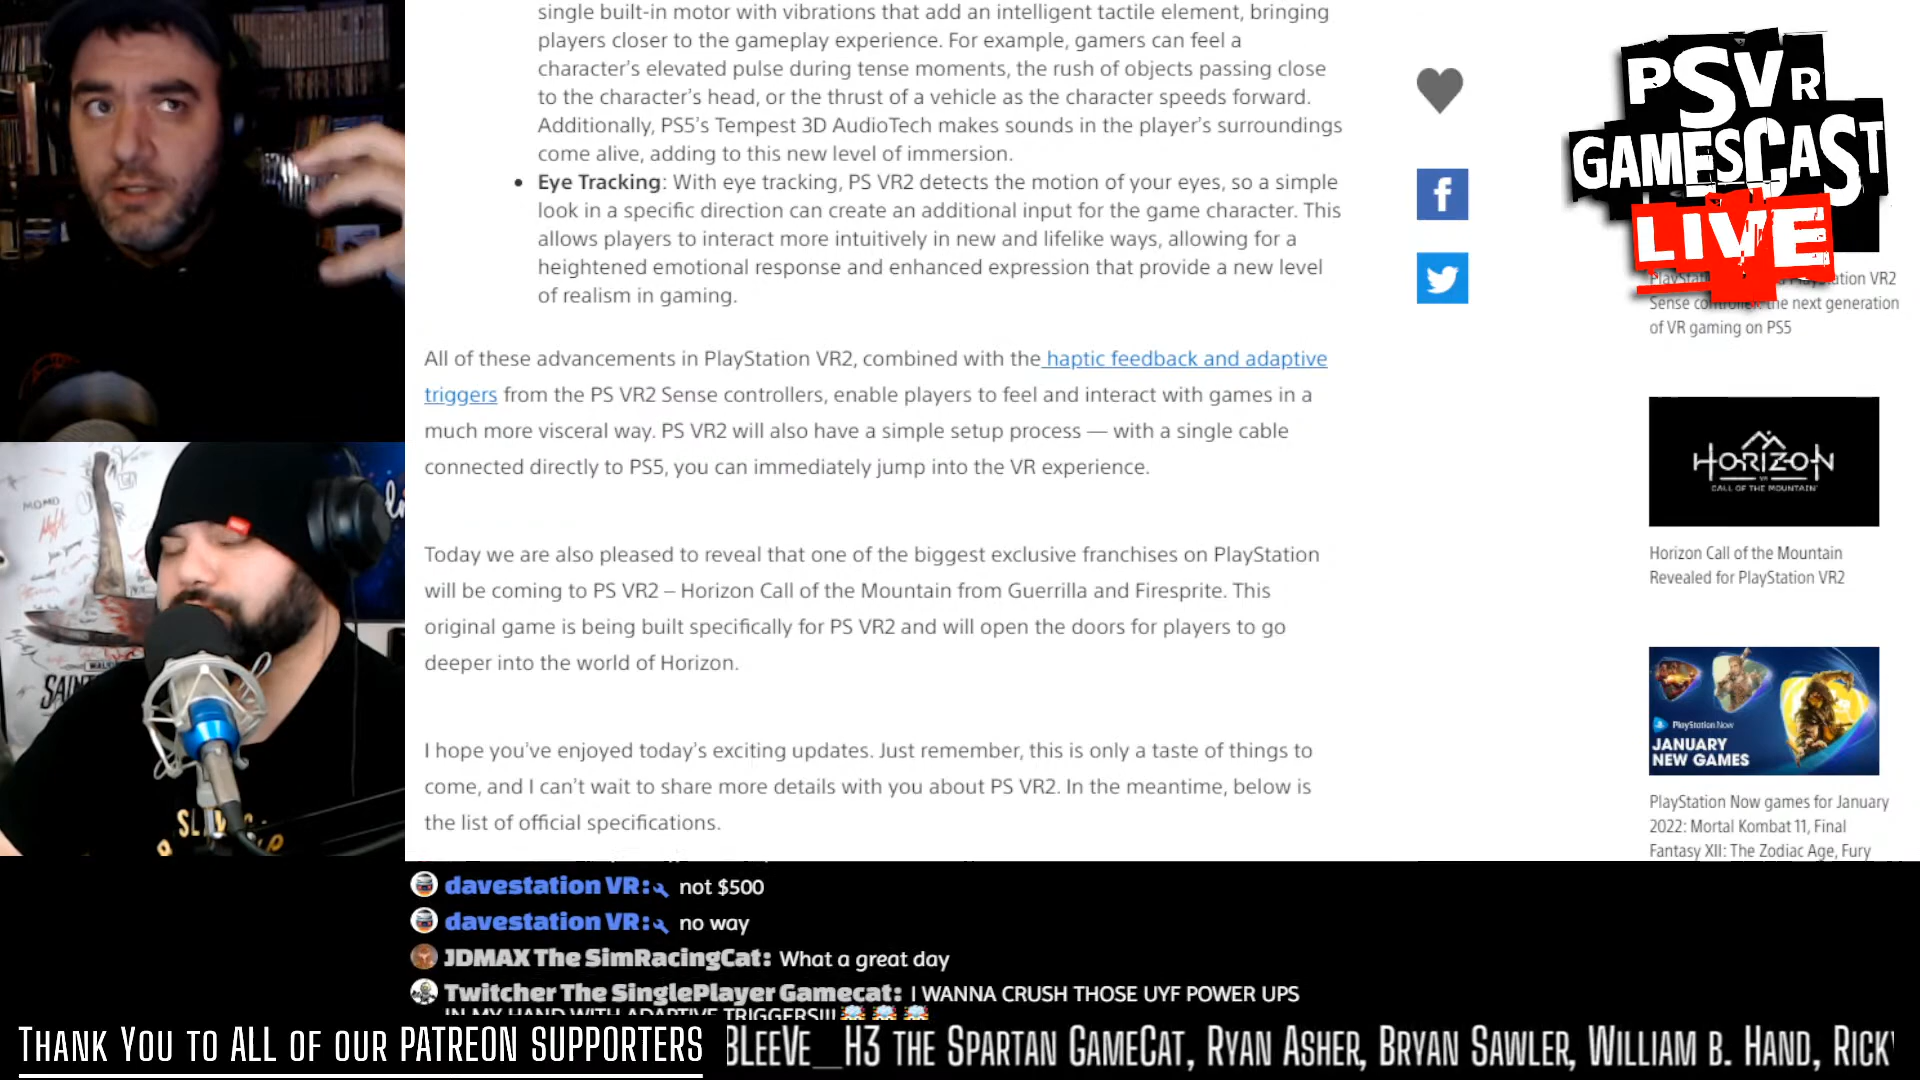 single built-in motor with vibrations that add an intelligent tactile element, bringing
players closer to the gameplay experience. For example, gamers can feel a
character's elevated pulse during tense moments, the rush of objects passing close
to the character's head, or the thrust of a vehicle as the character speeds forward.
Additionally, PS5's Tempest 3D AudioTech makes sounds in the player's surroundings
come alive, adding to this new level of immersion.
• Eye Tracking: With eye tracking, PS VR2 detects the motion of your eyes, so a simple
look in a specific direction can create an additional input for the game character. This
allows players to interact more intuitively in new and lifelike ways, allowing for a
heightened emotional response and enhanced expression that provide a new level
of realism in gaming.
All of these advancements in PlayStation VR2, combined with the haptic feedback and adaptive
triggers from the PS VR2 Sense controllers, enable players to feel and interact with games in a
much more visceral way. PS VR2 will also have a simple setup process — with a single cable
connected directly to PS5, you can immediately jump into the VR experience.
Today we are also pleased to reveal that one of the biggest exclusive franchises on PlayStation
will be coming to PS VR2 – Horizon Call of the Mountain from Guerrilla and Firesprite. This
original game is being built specifically for PS VR2 and will open the doors for players to go
deeper into the world of Horizon.
I hope you've enjoyed today's exciting updates. Just remember, this is only a taste of things to
come, and I can't wait to share more details with you about PS VR2. In the meantime, below is
the list of official specifications.
PSVR
GAMESCAST
LIVE
PlayStation VR2
Sense controller: the next generation
of VR gaming on PS5
HORIZON
VR
CALL OF THE MOUNTAIN
Horizon Call of the Mountain
Revealed for PlayStation VR2
PlayStation Now
JANUARY
NEW GAMES
PlayStation Now games for January
2022: Mortal Kombat 11, Final
Fantasy XII: The Zodiac Age, Fury
MOMO
davestation VR: not $500
davestation VR: no way
JDMAX The SimRacingCat: What a great day
Twitcher The SinglePlayer Gamecat: I WANNA CRUSH THOSE UYF POWER UPS
IN MY HAND WITH ADAPTIVE TRIGGERS!!!
THANK YOU TO ALL OF OUR PATREON SUPPORTERS
BLEEVE_H3 THE SPARTAN GAMECAT, RYAN ASHER, BRYAN SAWLER, WILLIAM B. HAND, RICK